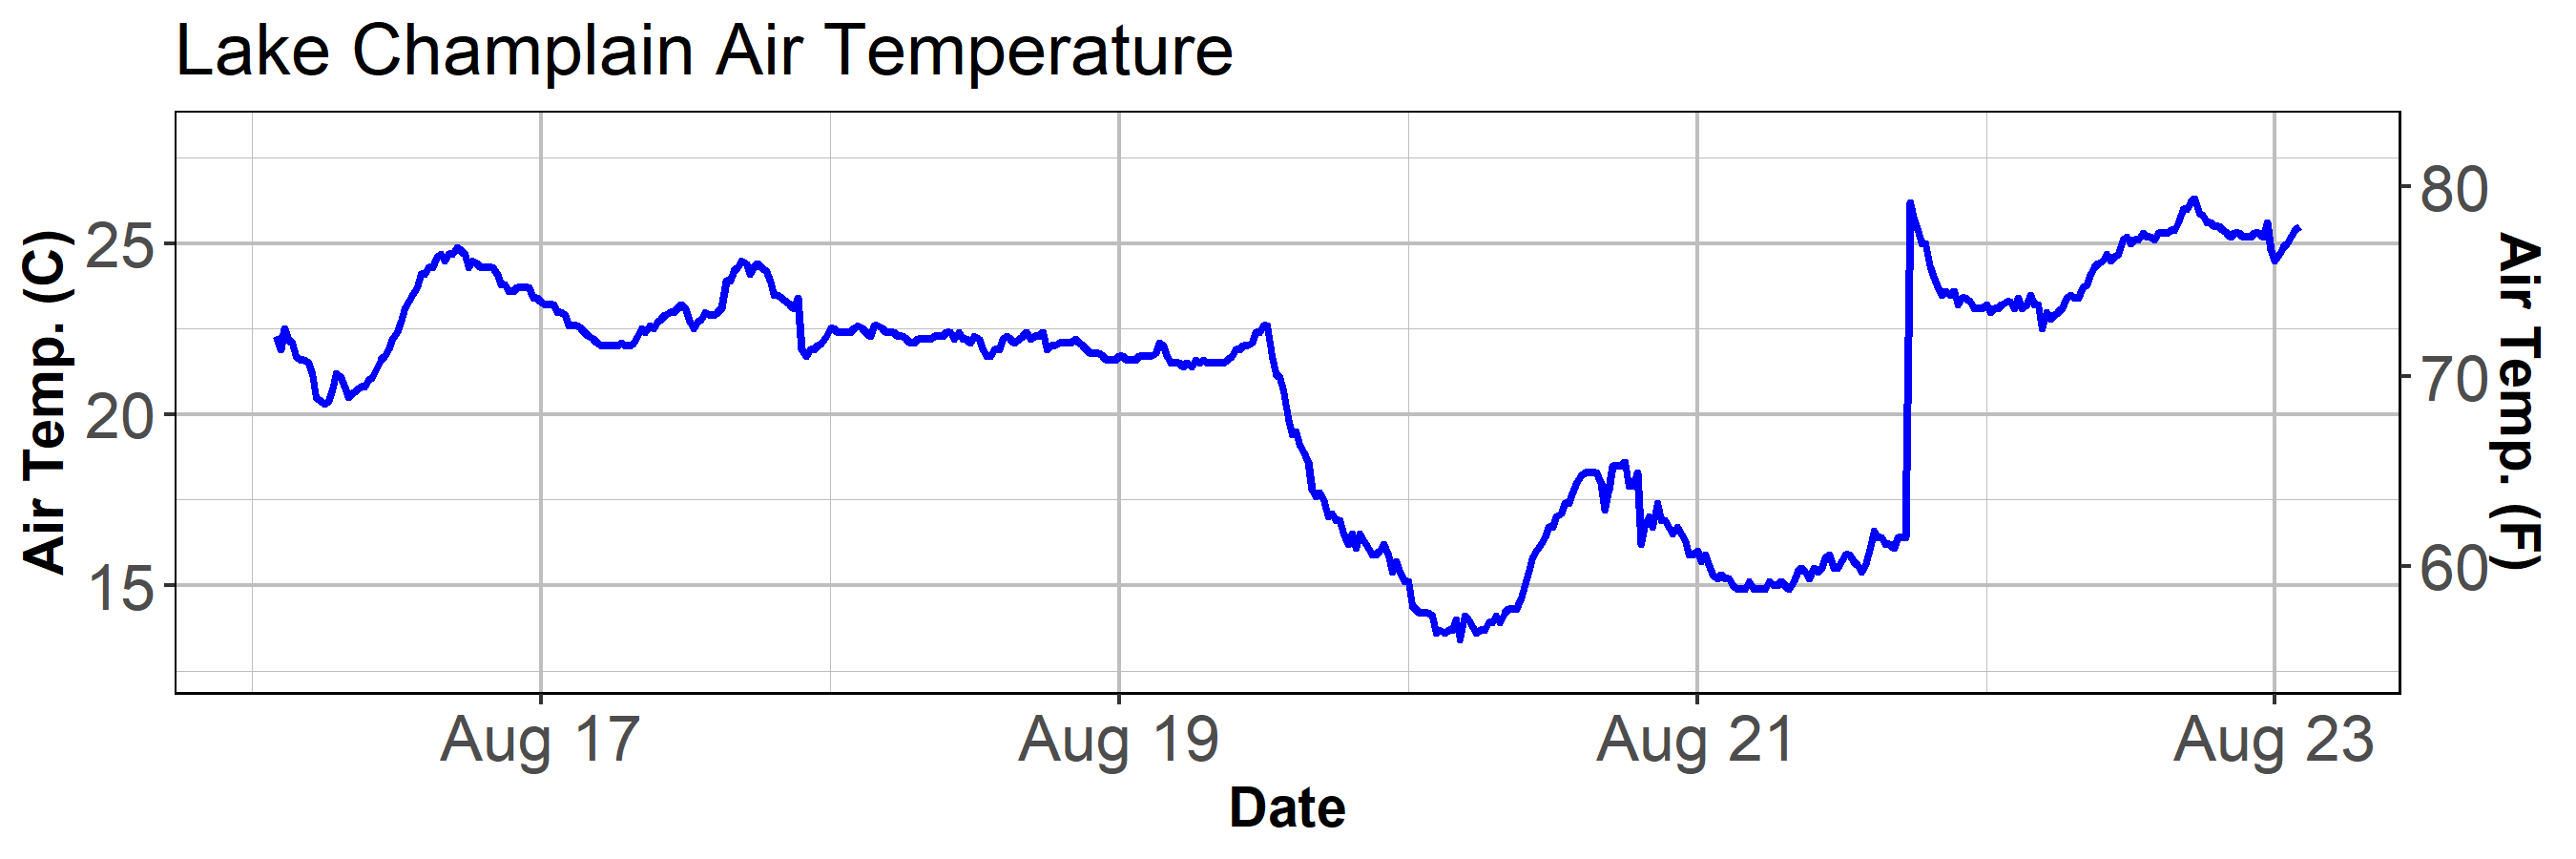 Lake Champlain Air Temperature
Air Temp. (C)
25
20
15
80
70
60
Air Temp. (F)
Aug 17
Aug 19
Aug 21
Aug 23
Date